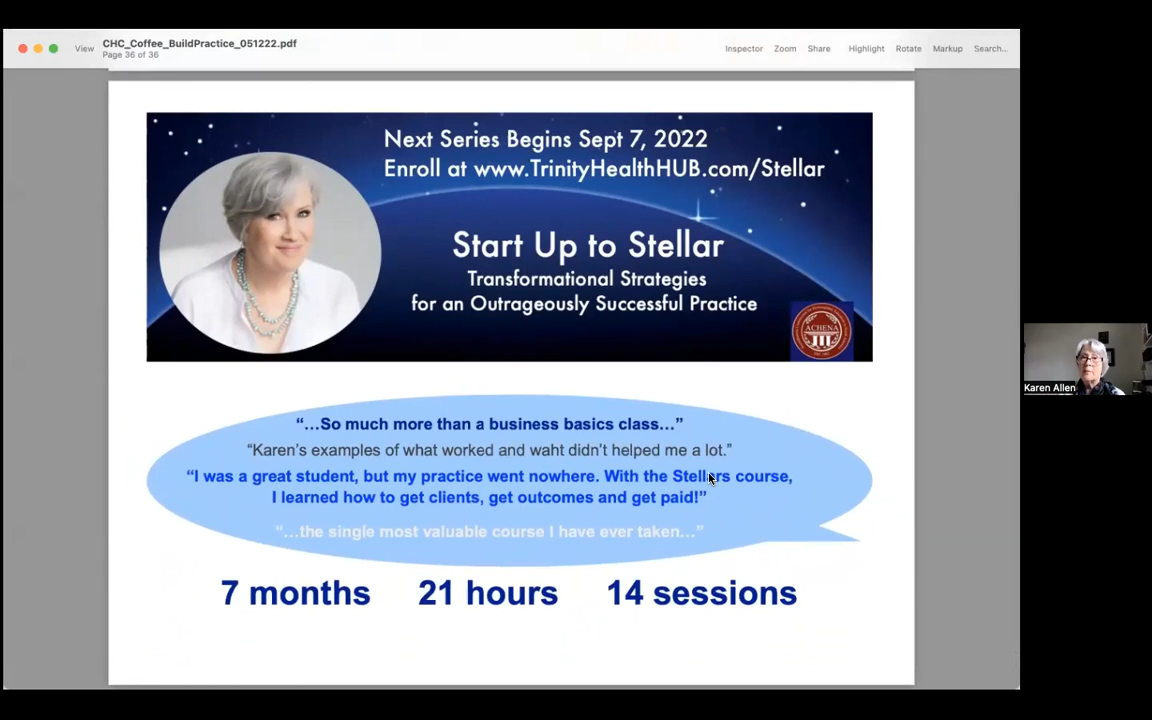 CHC_Coffee_BuildPractice_051222.pdf
View
Page 36 of 36
Inspector
Zoom
Share
Highlight
Rotate
Markup
Search...
Next Series Begins Sept 7, 2022
Enroll at www.TrinityHealthHUB.com/Stellar
Start Up to Stellar
Transformational Strategies
for an Outrageously Successful Practice
ACHENA
“...So much more than a business basics class...”
“Karen’s examples of what worked and waht didn’t helped me a lot.”
“I was a great student, but my practice went nowhere. With the Stellars course,
I learned how to get clients, get outcomes and get paid!”
“...the single most valuable course I have ever taken...”
7 months 21 hours 14 sessions
Karen Allen